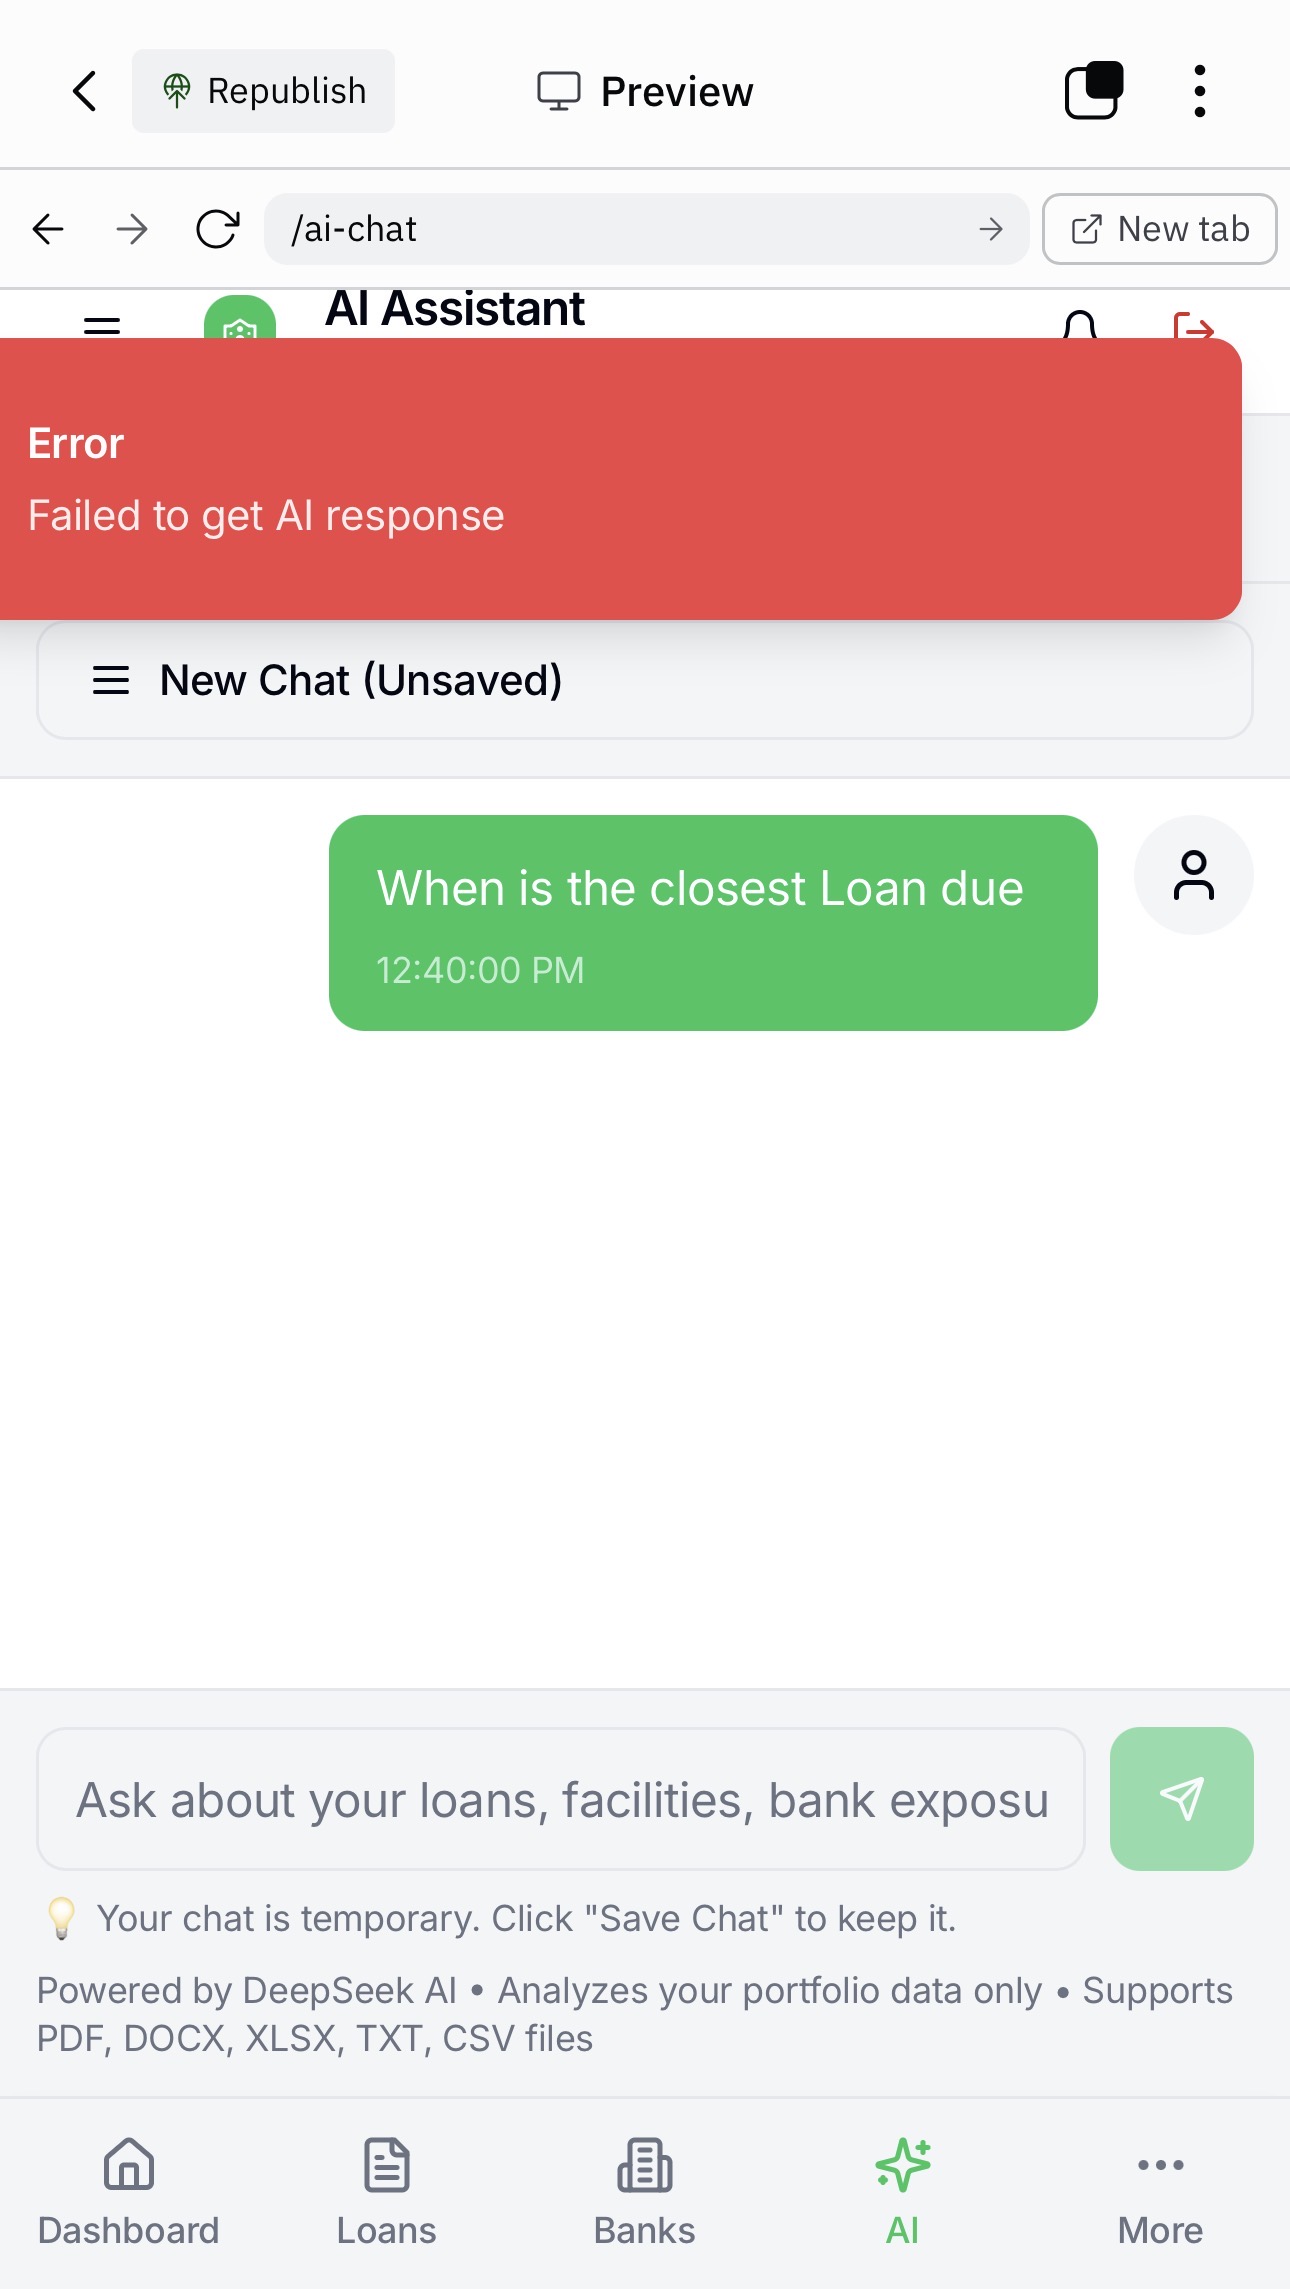 Republish
Preview
/ai-chat
New tab
AI Assistant
Error
Failed to get AI response
New Chat (Unsaved)
When is the closest Loan due
12:40:00 PM
Ask about your loans, facilities, bank exposu
Your chat is temporary. Click "Save Chat" to keep it.
Powered by DeepSeek AI • Analyzes your portfolio data only • Supports
PDF, DOCX, XLSX, TXT, CSV files
Dashboard
Loans
Banks
AI
More